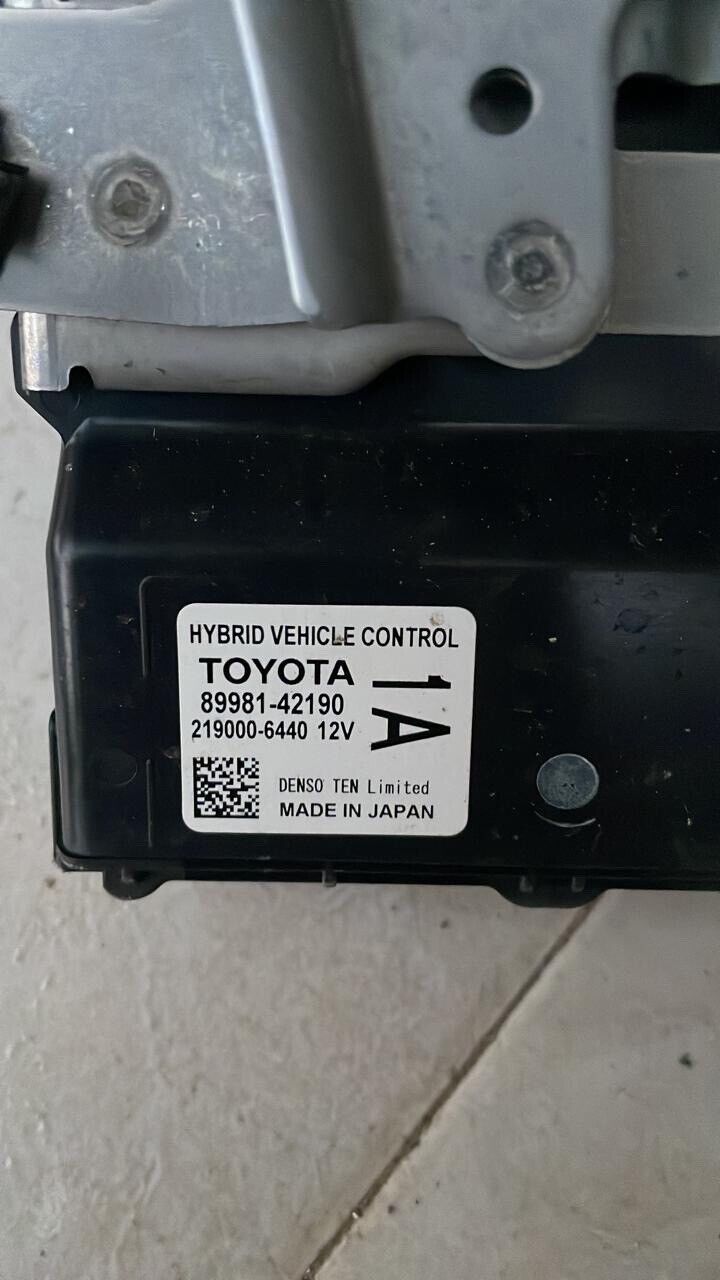 HYBRID VEHICLE CONTROL
TOYOTA
89981-42190
219000-6440 12V
1A
DENSO TEN Limited
MADE IN JAPAN